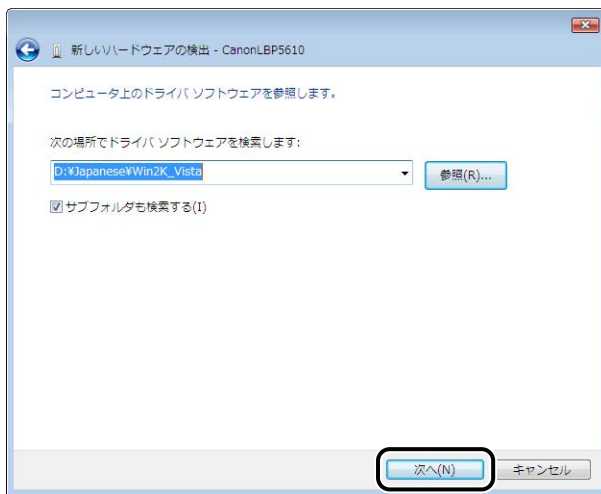 新しいハードウェアの検出 - CanonLBP5610
コンピュータ上のドライバ ソフトウェアを参照します。
次の場所でドライバ ソフトウェアを検索します:
D:¥Japanese¥Win2K_Vista
参照(R)...
サブフォルダも検索する(I)
次へ(N)
キャンセル